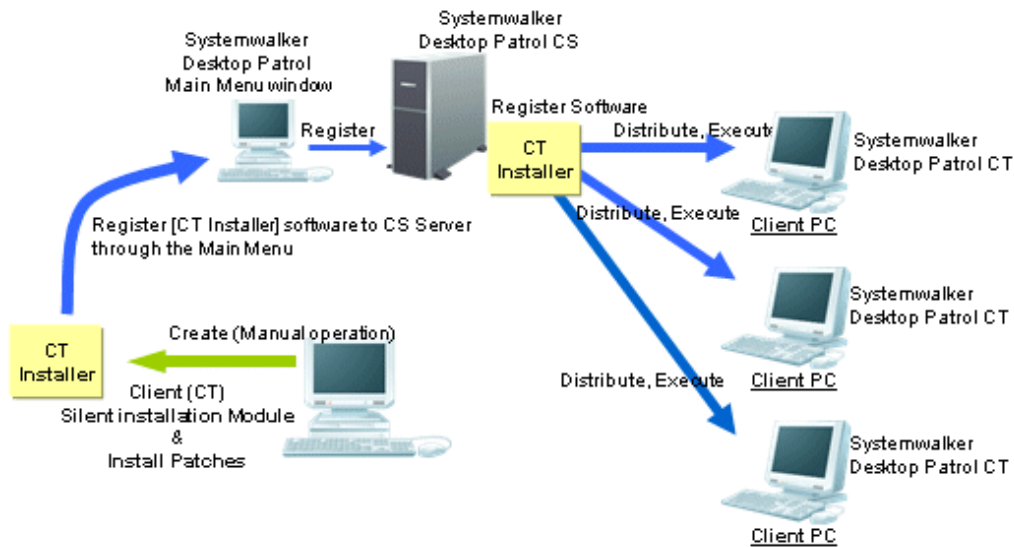 Systemwalker
Desktop Patrol
Main Menu window
Systemwalker
Desktop Patrol CS
Register
Register Software
CT
Installer
Distribute, Execute
Systemwalker
Desktop Patrol CT
Client PC
Distribute, Execute
Systemwalker
Desktop Patrol CT
Client PC
Distribute, Execute
Systemwalker
Desktop Patrol CT
Client PC
Register [CT Installer] software to CS Server
through the Main Menu
CT
Installer
Create (Manual operation)
Client (CT)
Silent installation Module
&
Install Patches